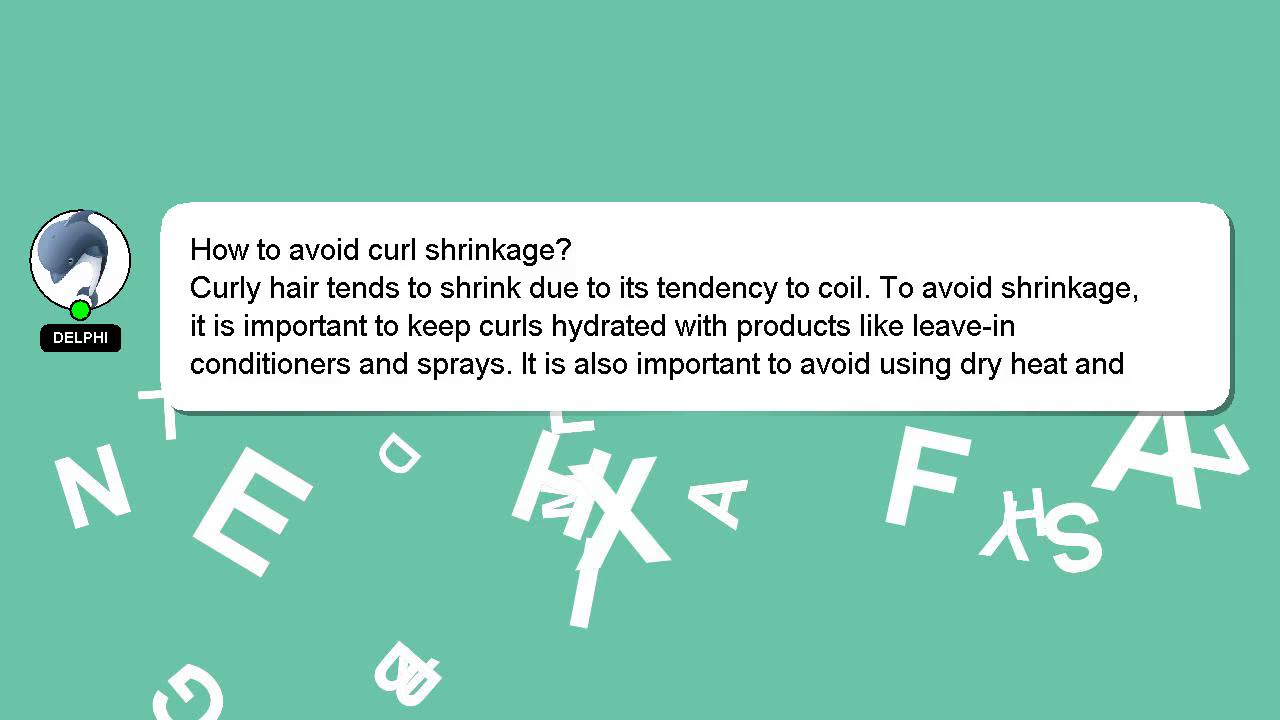 How to avoid curl shrinkage?
Curly hair tends to shrink due to its tendency to coil. To avoid shrinkage,
it is important to keep curls hydrated with products like leave-in
conditioners and sprays. It is also important to avoid using dry heat and
DELPHI
N
E
D
X
A
F
A
H
S
G